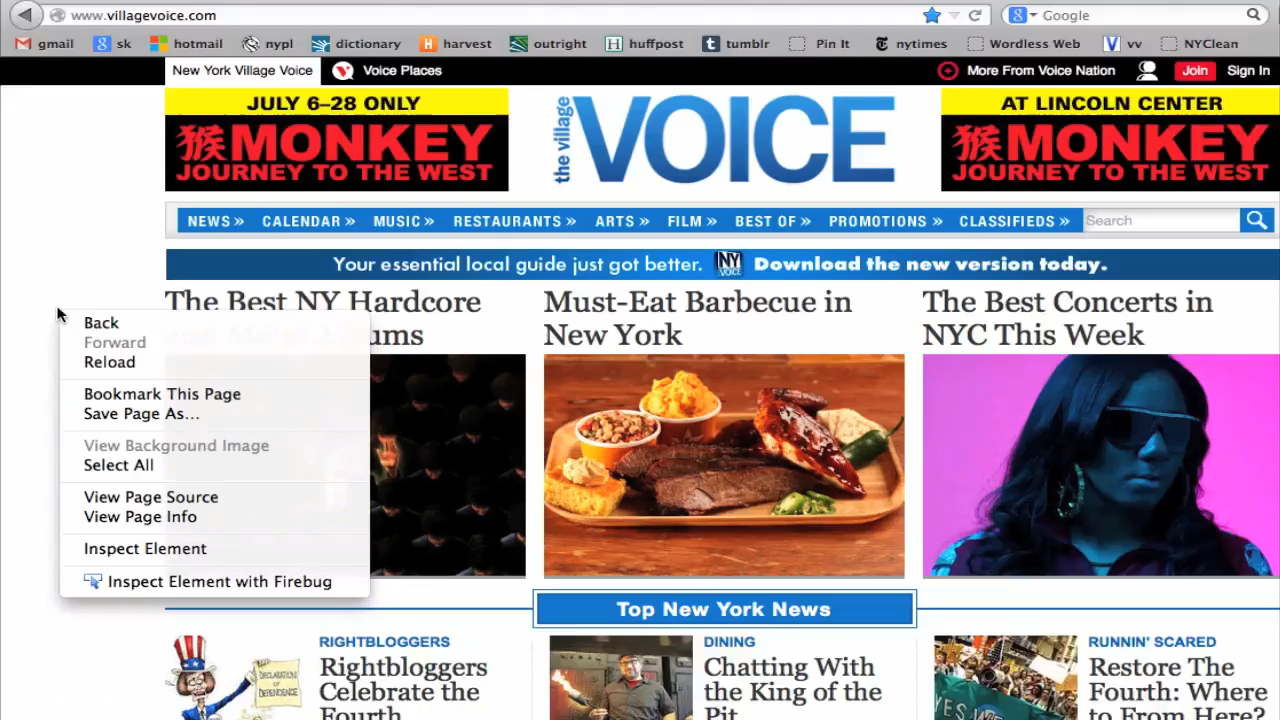 www.villagevoice.com
Google
gmail sk hotmail nypl dictionary harvest outright huffpost tumblr Pin It nytimes Wordless Web vv NYClean
New York Village Voice Voice Places More From Voice Nation Join Sign In
JULY 6–28 ONLY
猴MONKEY
JOURNEY TO THE WEST
the village VOICE
AT LINCOLN CENTER
猴MONKEY
JOURNEY TO THE WEST
NEWS » CALENDAR » MUSIC » RESTAURANTS » ARTS » FILM » BEST OF » PROMOTIONS » CLASSIFIEDS » Search
Your essential local guide just got better. NY VOICE Download the new version today.
The Best NY Hardcore
Must-Eat Barbecue in
New York
The Best Concerts in
NYC This Week
Back
Forward
Reload
Bookmark This Page
Save Page As...
View Background Image
Select All
View Page Source
View Page Info
Inspect Element
Inspect Element with Firebug
Top New York News
DECLARATION OF DEPENDENCE
RIGHTBLOGGERS
Rightbloggers
Celebrate the
Fourth
DINING
Chatting With
the King of the
Pit
RUNNIN' SCARED
Restore The
Fourth: Where
to From Here?